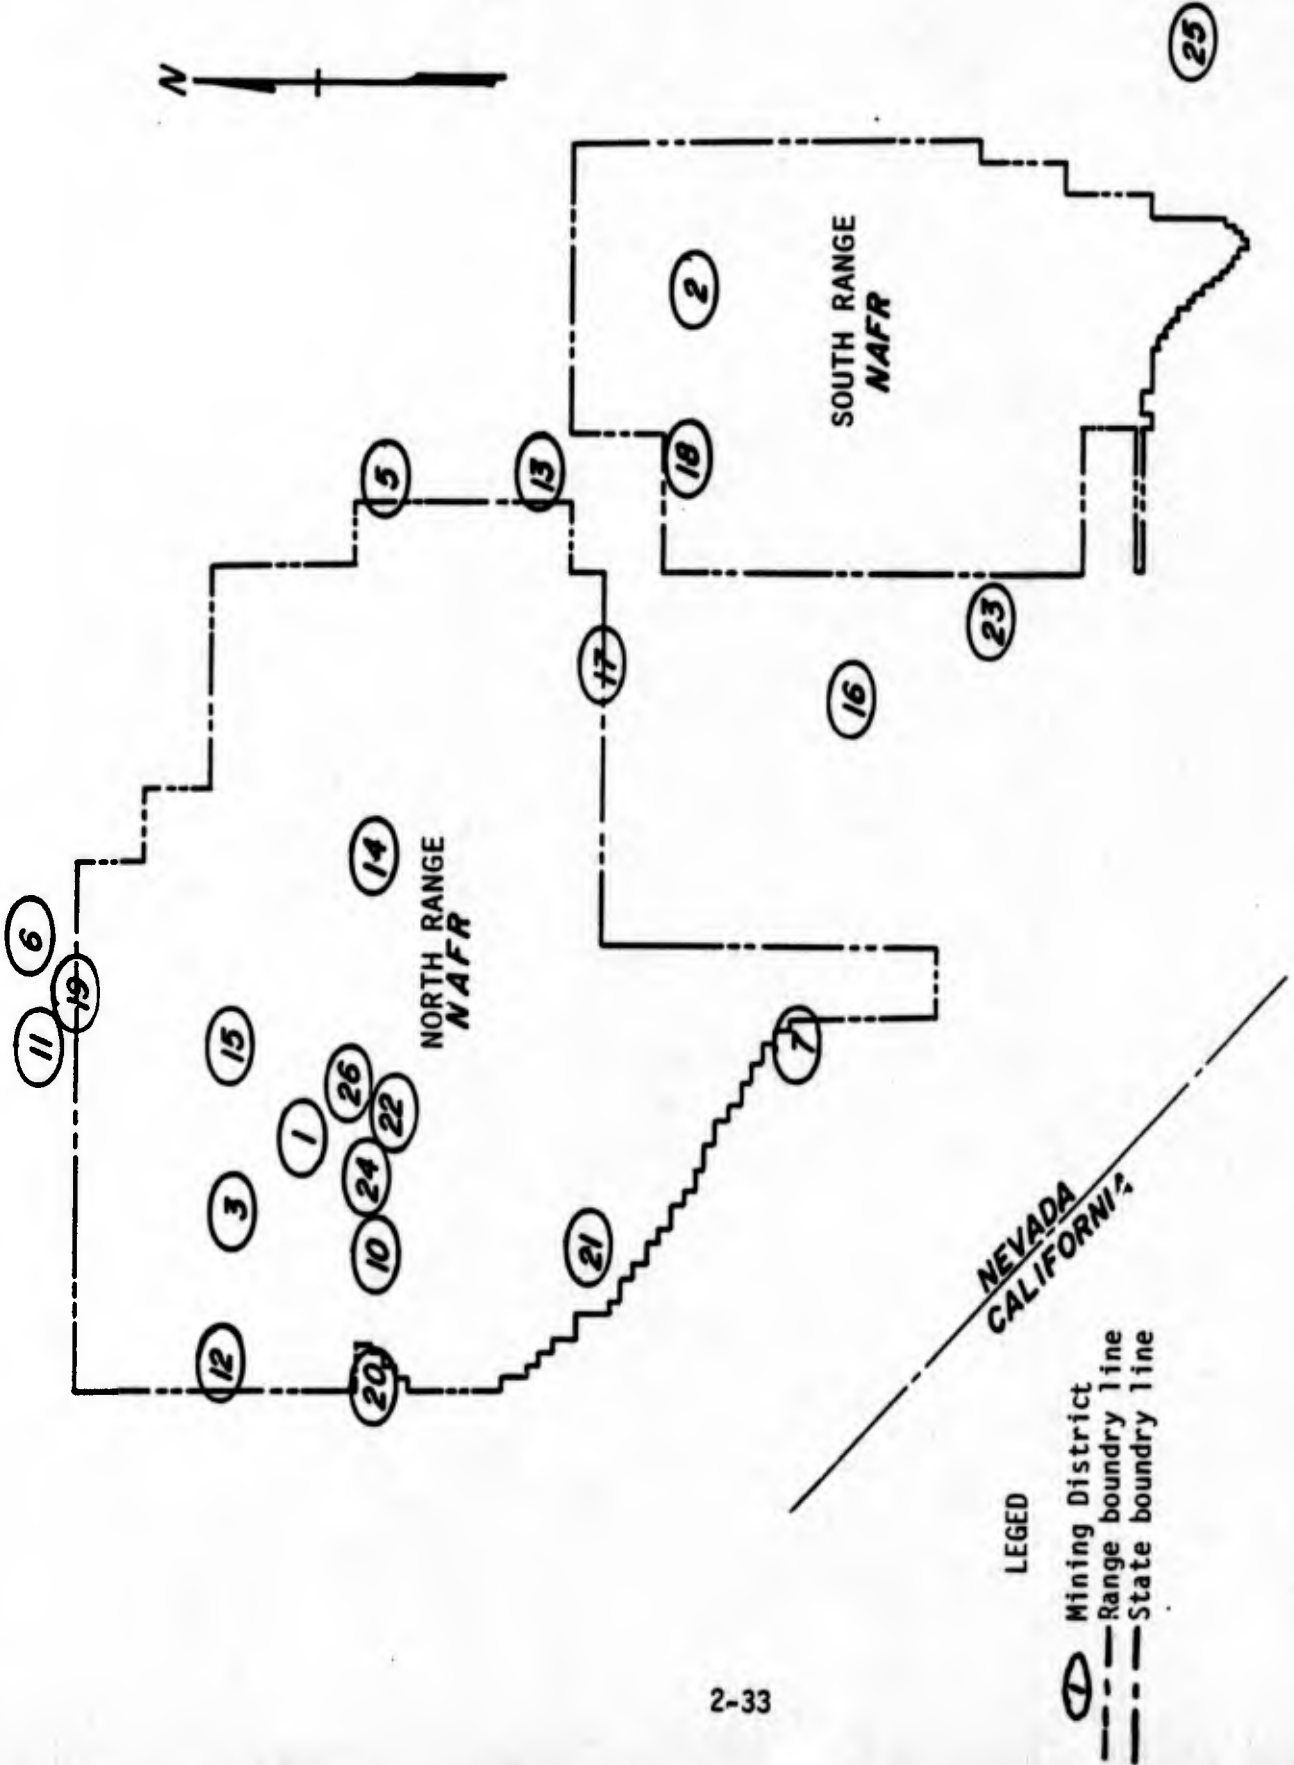 N
25
6
11
19
5
13
2
15
12
3
1
26
22
24
10
14
20
18
17
NORTH RANGE
NAFR
SOUTH RANGE
NAFR
21
7
16
23
NEVADA
CALIFORNIA
LEGED
1 Mining District
Range boundry line
State boundry line
2-33